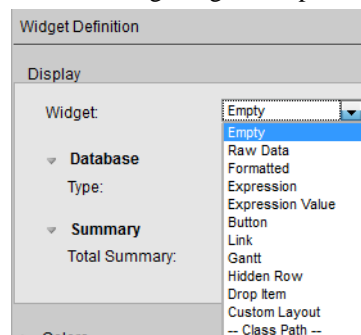 Widget Definition
Display
Widget:
Empty
Empty
Raw Data
Formatted
Expression
Expression Value
Button
Link
Gantt
Hidden Row
Drop Item
Custom Layout
-- Class Path --
Database
Type:
Summary
Total Summary: